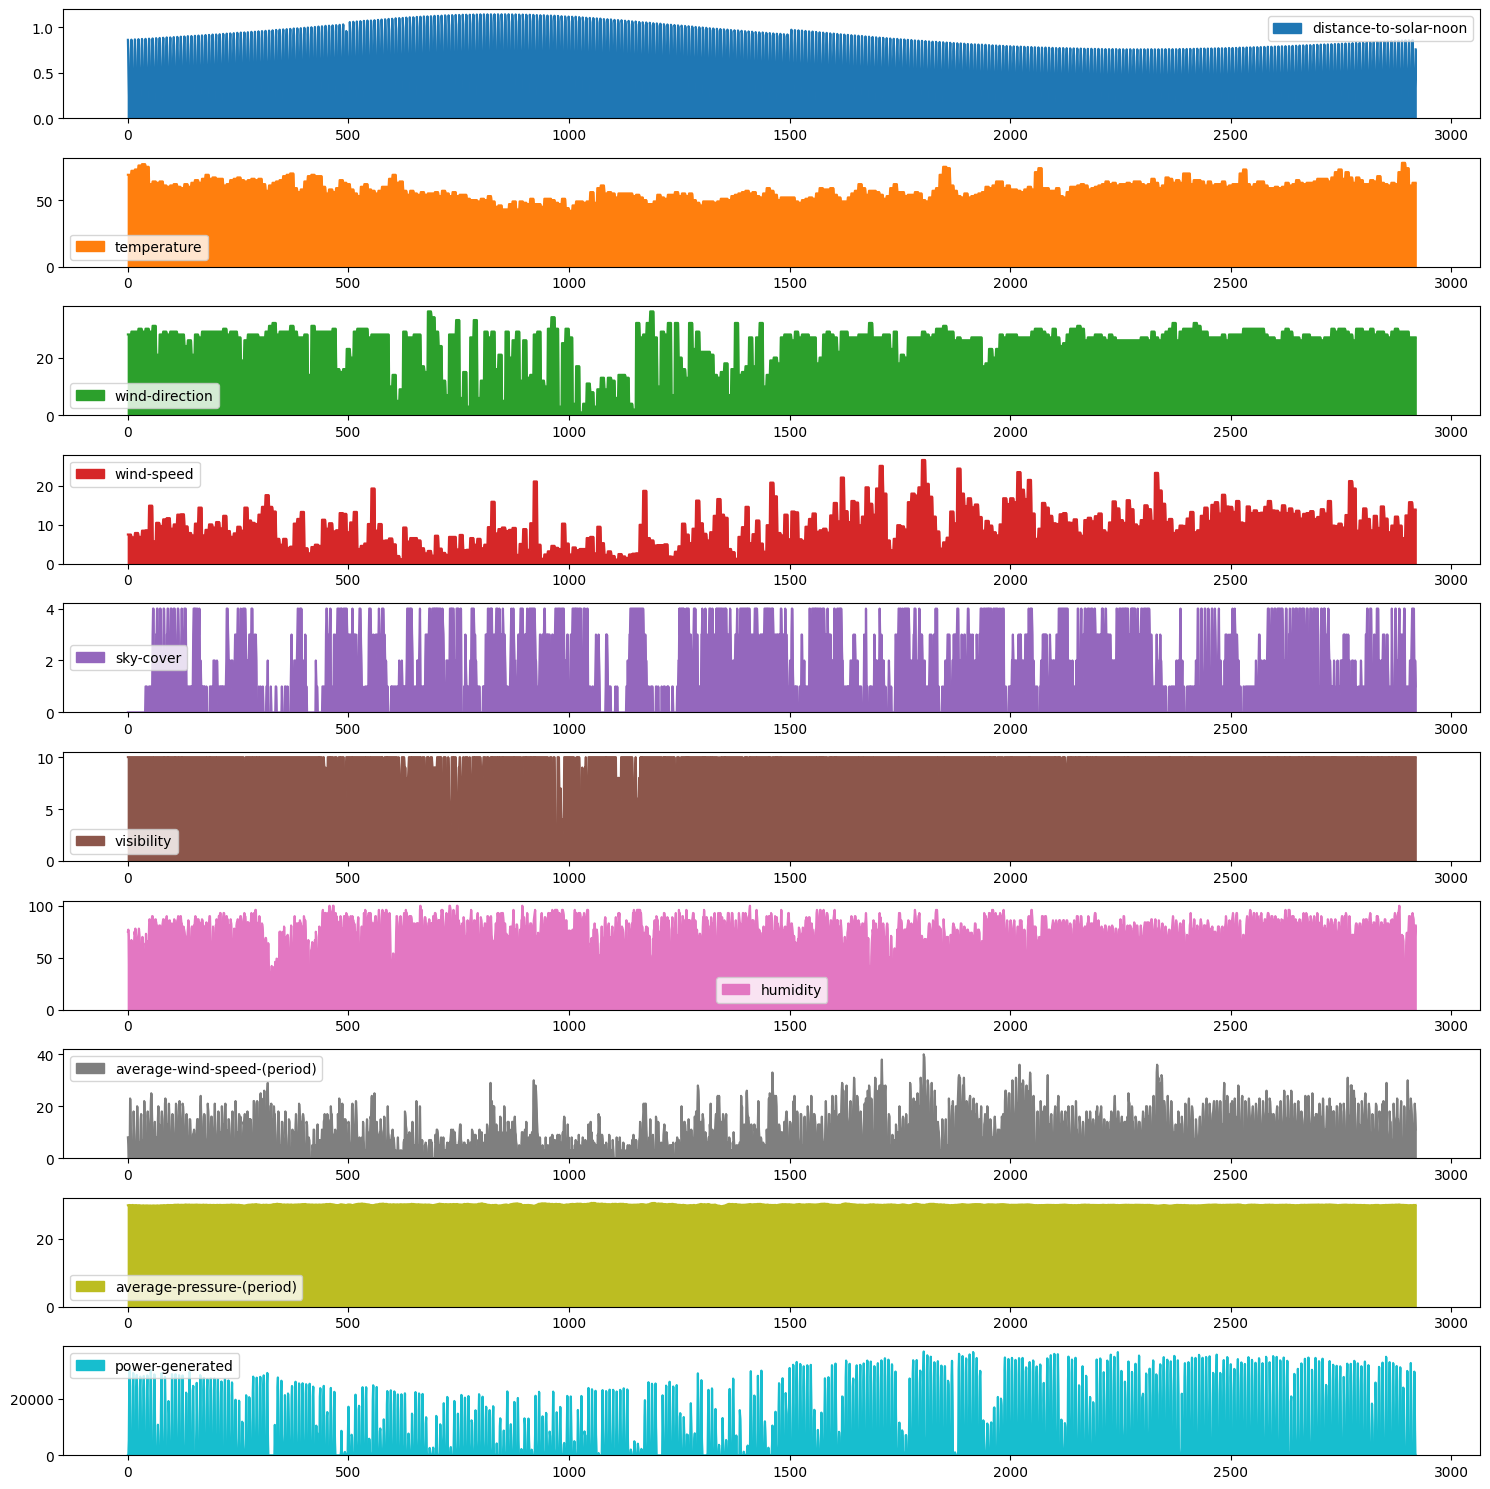 1.0
0.5
0.0
distance-to-solar-noon
0 500 1000 1500 2000 2500 3000
50
0
temperature
0 500 1000 1500 2000 2500 3000
20
0
wind-direction
0 500 1000 1500 2000 2500 3000
20
10
0
wind-speed
0 500 1000 1500 2000 2500 3000
4
2
0
sky-cover
0 500 1000 1500 2000 2500 3000
10
5
0
visibility
0 500 1000 1500 2000 2500 3000
100
50
0
humidity
0 500 1000 1500 2000 2500 3000
40
20
0
average-wind-speed-(period)
0 500 1000 1500 2000 2500 3000
20
0
average-pressure-(period)
0 500 1000 1500 2000 2500 3000
20000
0
power-generated
0 500 1000 1500 2000 2500 3000